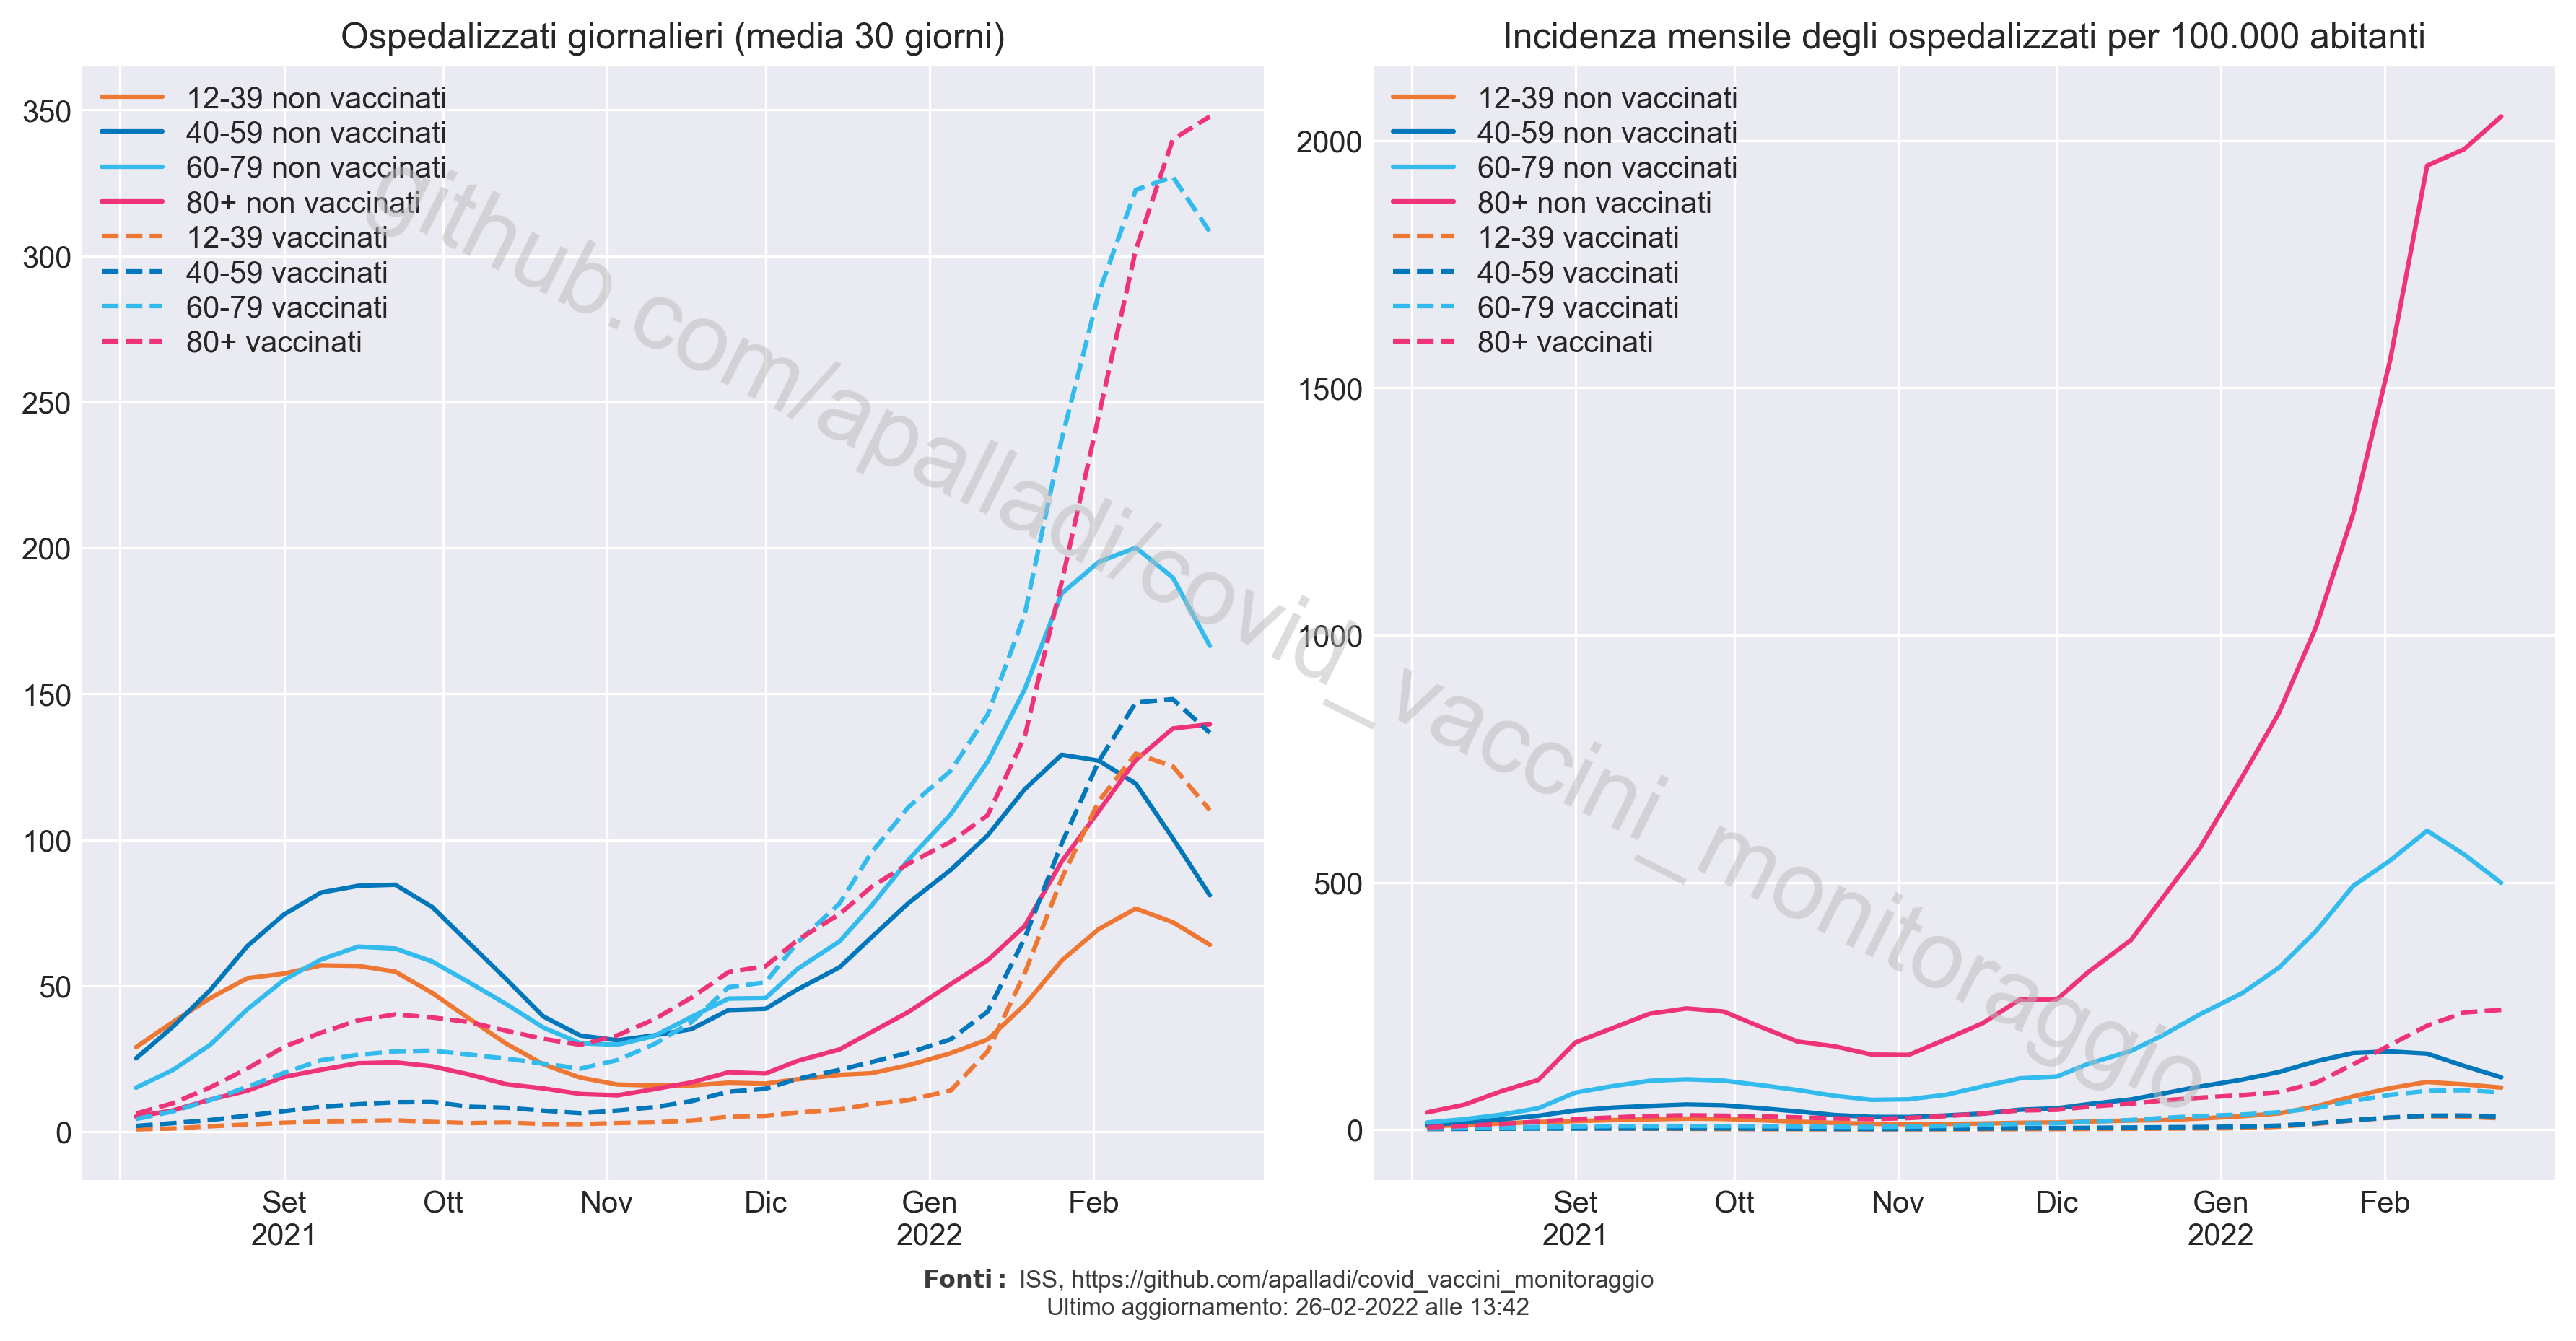 Ospedalizzati giornalieri (media 30 giorni)
350
300
250
200
150
100
50
0
12-39 non vaccinati
40-59 non vaccinati
60-79 non vaccinati
80+ non vaccinati
12-39 vaccinati
40-59 vaccinati
60-79 vaccinati
80+ vaccinati
Set Ott Nov Dic Gen Feb
2021 2022
Incidenza mensile degli ospedalizzati per 100.000 abitanti
2000
1500
1000
500
0
12-39 non vaccinati
40-59 non vaccinati
60-79 non vaccinati
80+ non vaccinati
12-39 vaccinati
40-59 vaccinati
60-79 vaccinati
80+ vaccinati
Set Ott Nov Dic Gen Feb
2021 2022
github.com/apalladi/covid_vaccini_monitoraggio
Fonti: ISS, https://github.com/apalladi/covid_vaccini_monitoraggio
Ultimo aggiornamento: 26-02-2022 alle 13:42